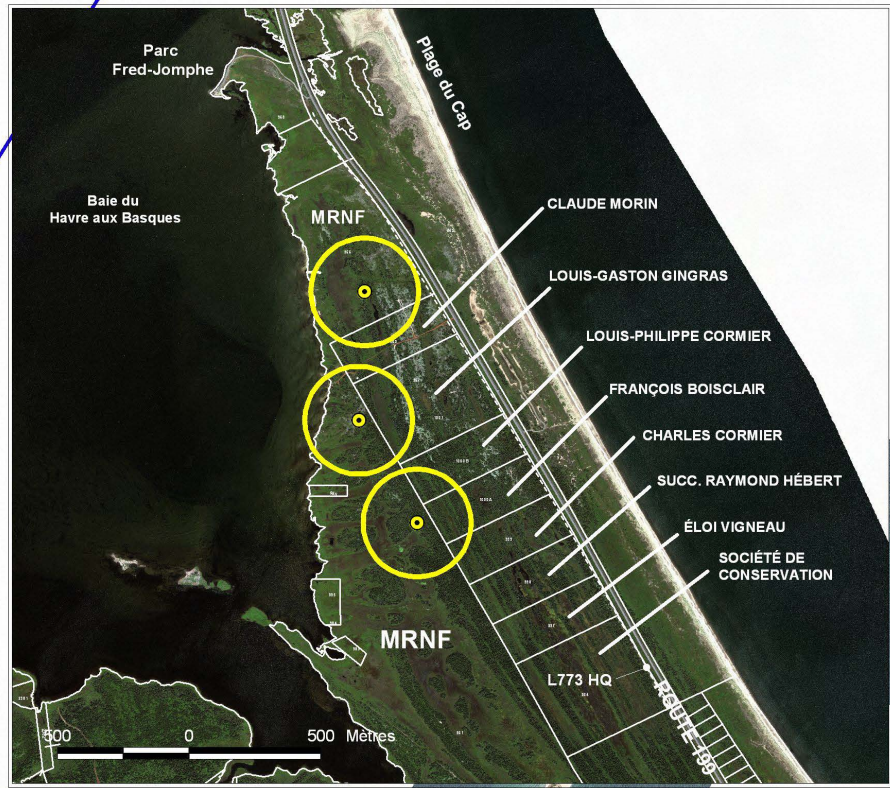 Parc
Fred-Jomphe
Plage du Cap
Baie du
Havre aux Basques
MRNF
CLAUDE MORIN
LOUIS-GASTON GINGRAS
LOUIS-PHILIPPE CORMIER
FRANÇOIS BOISCLAIR
CHARLES CORMIER
SUCC. RAYMOND HÉBERT
ÉLOI VIGNEAU
SOCIÉTÉ DE
CONSERVATION
MRNF
L773 HQ
ROUTE 199
500 0 500 Mètres